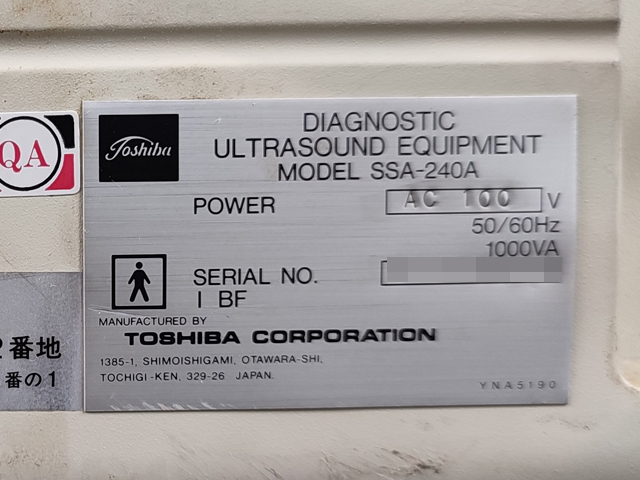 QA
Toshiba
DIAGNOSTIC
ULTRASOUND EQUIPMENT
MODEL SSA-240A
POWER AC 100 V
50/60Hz
1000VA
SERIAL NO.
I BF
MANUFACTURED BY
TOSHIBA CORPORATION
1385-1, SHIMOISHIGAMI, OTAWARA-SHI,
TOCHIGI-KEN, 329-26 JAPAN.
YNA5190
2番地
番の1